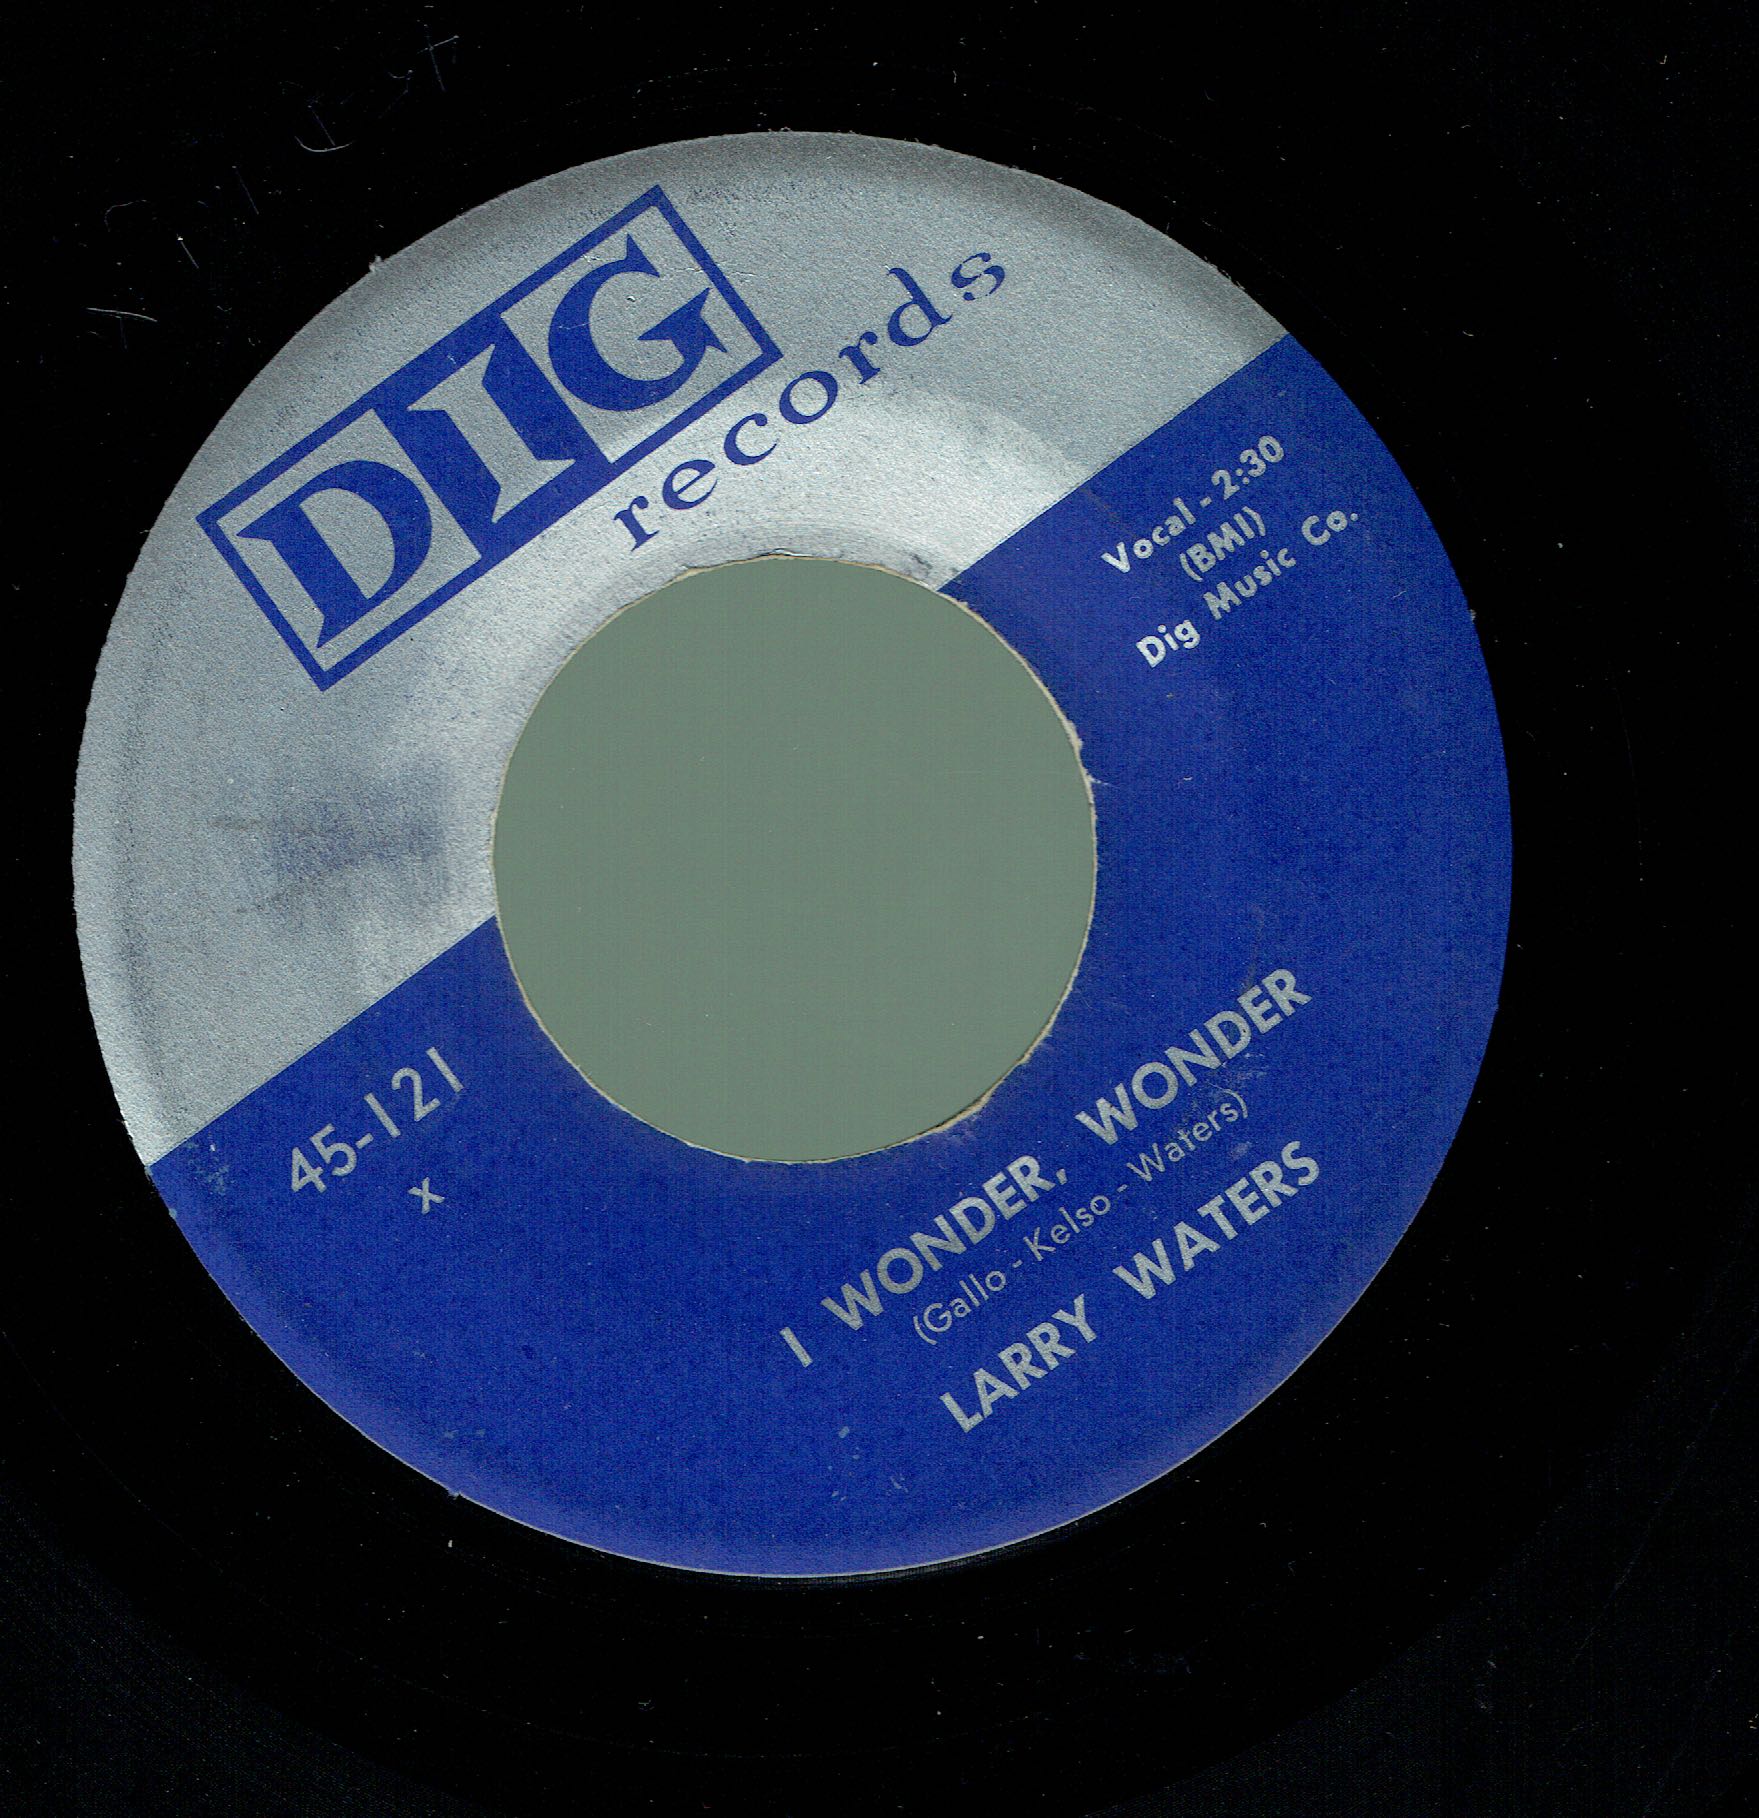 DIG
records
Vocal - 2:30
(BMI)
Dig Music Co.
45-121
x
I WONDER, WONDER
(Gallo - Kelso - Waters)
LARRY WATERS